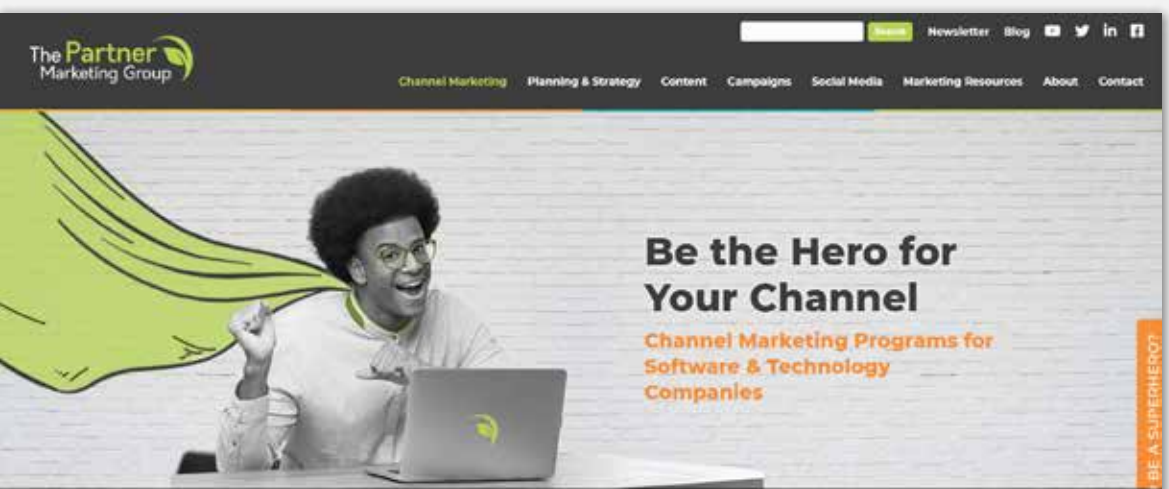 The Partner
Marketing Group
Search Newsletter Blog
Channel Marketing Planning & Strategy Content Campaigns Social Media Marketing Resources About Contact
Be the Hero for
Your Channel
Channel Marketing Programs for
Software & Technology
Companies
BE A SUPERHERO?